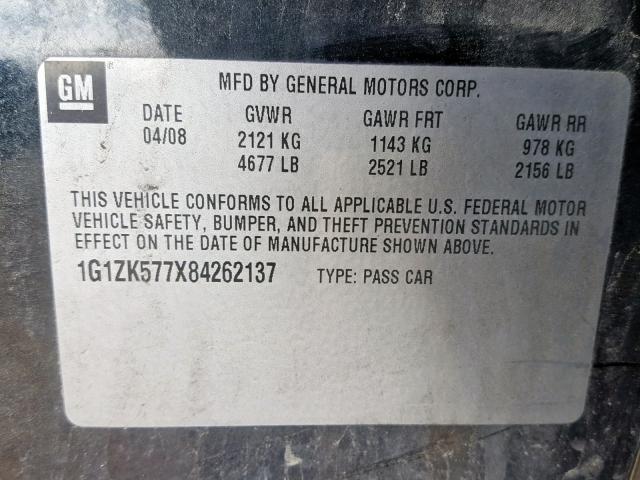 GM
MFD BY GENERAL MOTORS CORP.
DATE GVWR GAWR FRT GAWR RR
04/08 2121 KG 1143 KG 978 KG
4677 LB 2521 LB 2156 LB
THIS VEHICLE CONFORMS TO ALL APPLICABLE U.S. FEDERAL MOTOR
VEHICLE SAFETY, BUMPER, AND THEFT PREVENTION STANDARDS IN
EFFECT ON THE DATE OF MANUFACTURE SHOWN ABOVE.
1G1ZK577X84262137 TYPE: PASS CAR